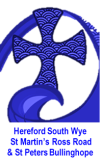 Hereford South Wye
St Martin's Ross Road
& St Peters Bullinghope